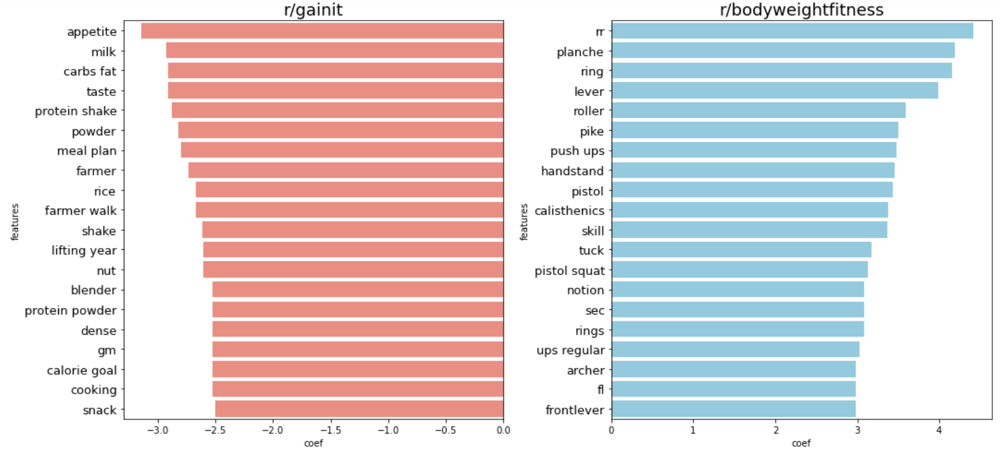 r/gainit
appetite
milk
carbs fat
taste
protein shake
powder
meal plan
farmer
rice
farmer walk
shake
lifting year
nut
blender
protein powder
dense
gm
calorie goal
cooking
snack
features
−3.0 −2.5 −2.0 −1.5 −1.0 −0.5 0.0
coef
r/bodyweightfitness
rr
planche
ring
lever
roller
pike
push ups
handstand
pistol
calisthenics
skill
tuck
pistol squat
notion
sec
rings
ups regular
archer
fl
frontlever
features
0 1 2 3 4
coef